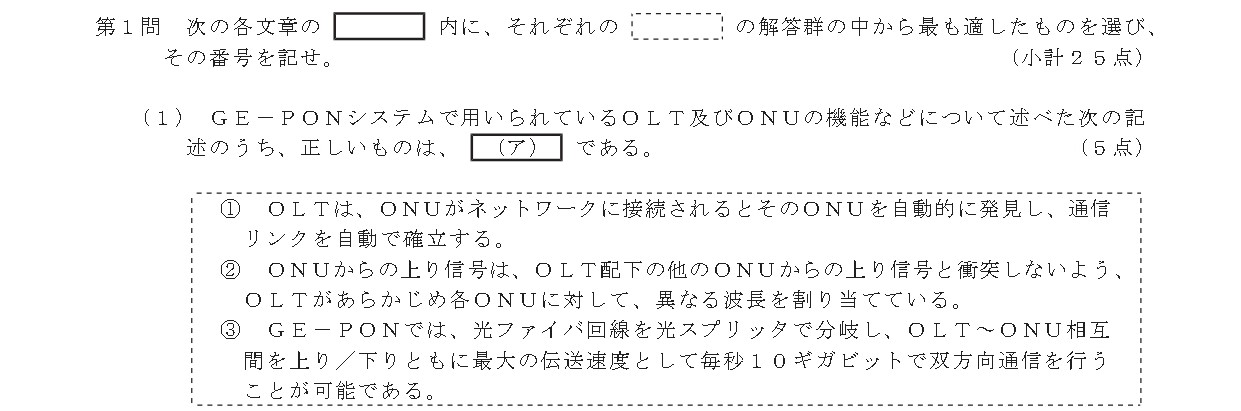 第１問　次の各文章の　　　　内に、それぞれの　　　　の解答群の中から最も適したものを選び、
その番号を記せ。　（小計２５点）
（１）　ＧＥ－ＰＯＮシステムで用いられているＯＬＴ及びＯＮＵの機能などについて述べた次の記
述のうち、正しいものは、（ア）である。　（５点）
①　ＯＬＴは、ＯＮＵがネットワークに接続されるとそのＯＮＵを自動的に発見し、通信
リンクを自動で確立する。
②　ＯＮＵからの上り信号は、ＯＬＴ配下の他のＯＮＵからの上り信号と衝突しないよう、
ＯＬＴがあらかじめ各ＯＮＵに対して、異なる波長を割り当てている。
③　ＧＥ－ＰＯＮでは、光ファイバ回線を光スプリッタで分岐し、ＯＬＴ～ＯＮＵ相互
間を上り／下りともに最大の伝送速度として毎秒１０ギガビットで双方向通信を行う
ことが可能である。